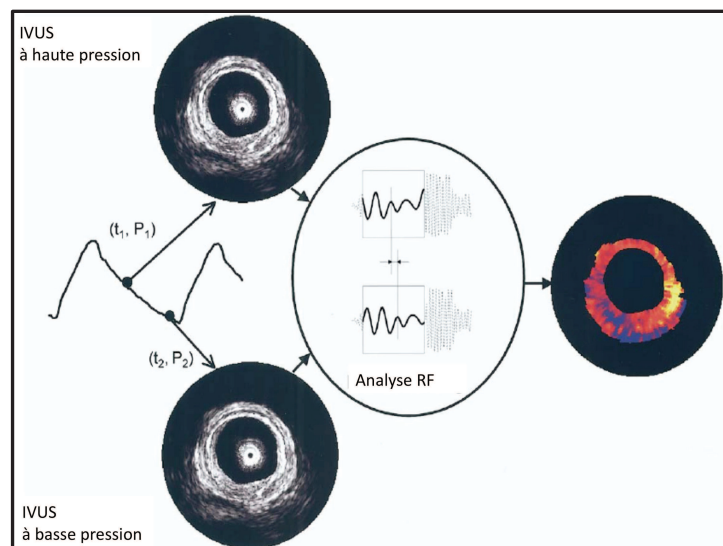 IVUS
à haute pression
(t₁, P₁)
(t₂, P₂)
Analyse RF
IVUS
à basse pression